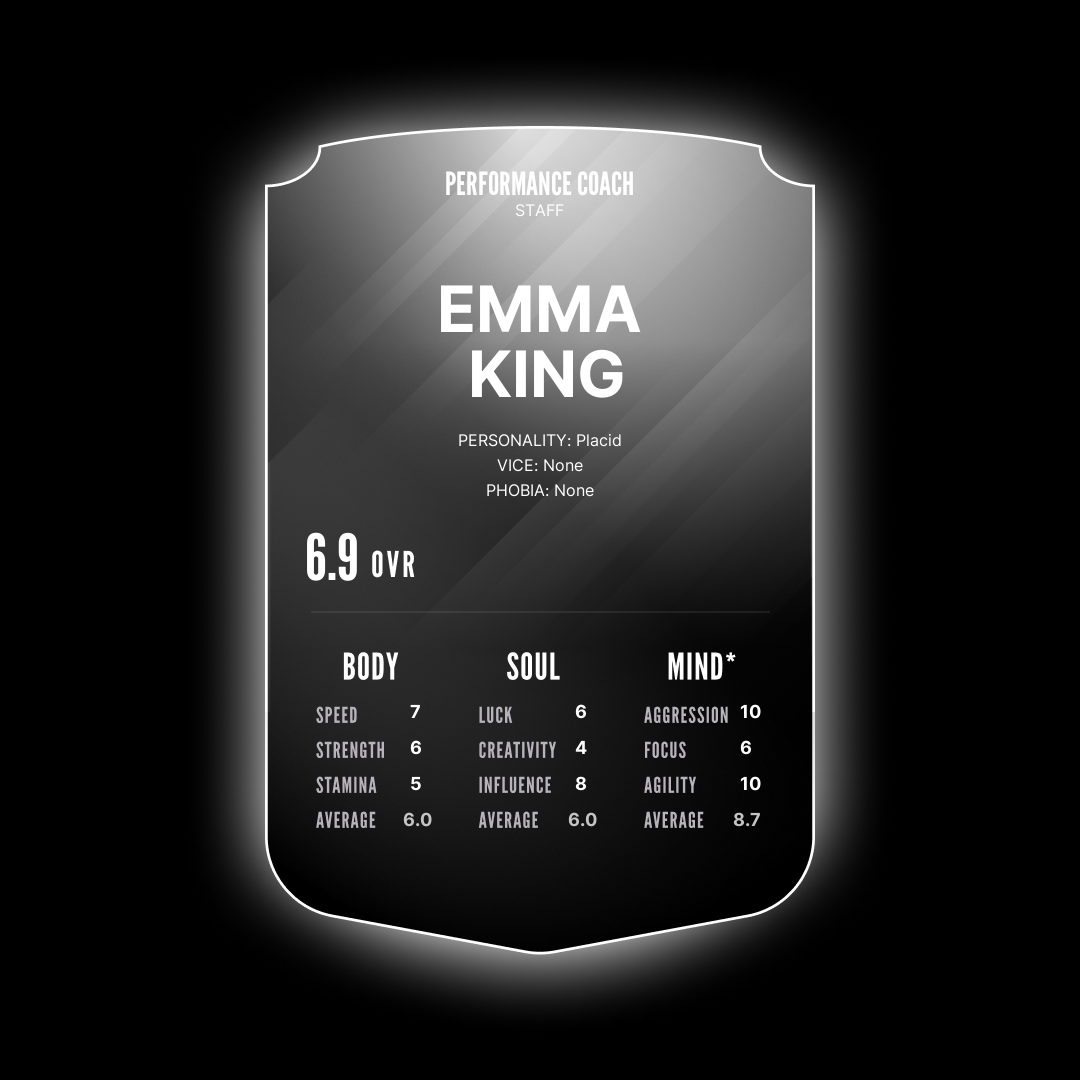 PERFORMANCE COACH
STAFF
EMMA
KING
PERSONALITY: Placid
VICE: None
PHOBIA: None
6.9 OVR
BODY SOUL MIND*
SPEED 7 LUCK 6 AGGRESSION 10
STRENGTH 6 CREATIVITY 4 FOCUS 6
STAMINA 5 INFLUENCE 8 AGILITY 10
AVERAGE 6.0 AVERAGE 6.0 AVERAGE 8.7